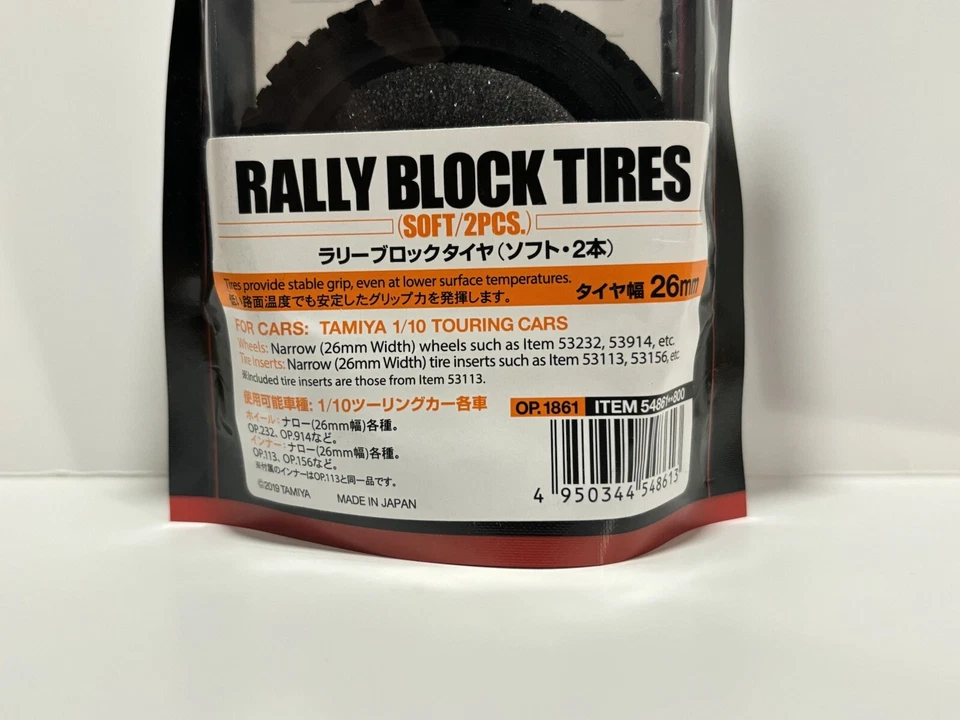 RALLY BLOCK TIRES
(SOFT/2PCS.)
ラリーブロックタイヤ(ソフト・2本)
Tires provide stable grip, even at lower surface temperatures.
低い路面温度でも安定したグリップ力を発揮します。
タイヤ幅 26mm
FOR CARS: TAMIYA 1/10 TOURING CARS
Wheels: Narrow (26mm Width) wheels such as Item 53232, 53914, etc.
Tire Inserts: Narrow (26mm Width) tire inserts such as Item 53113, 53156, etc.
※Included tire inserts are those from Item 53113.
使用可能車種: 1/10ツーリングカー各車
ホイール: ナロー(26mm幅)各種。
OP.232, OP.914など。
インナー: ナロー(26mm幅)各種。
OP.113, OP.156など。
※付属のインナーはOP.113と同一品です。
©2019 TAMIYA
MADE IN JAPAN
OP.1861 ITEM 54861**800
4 950344 548613